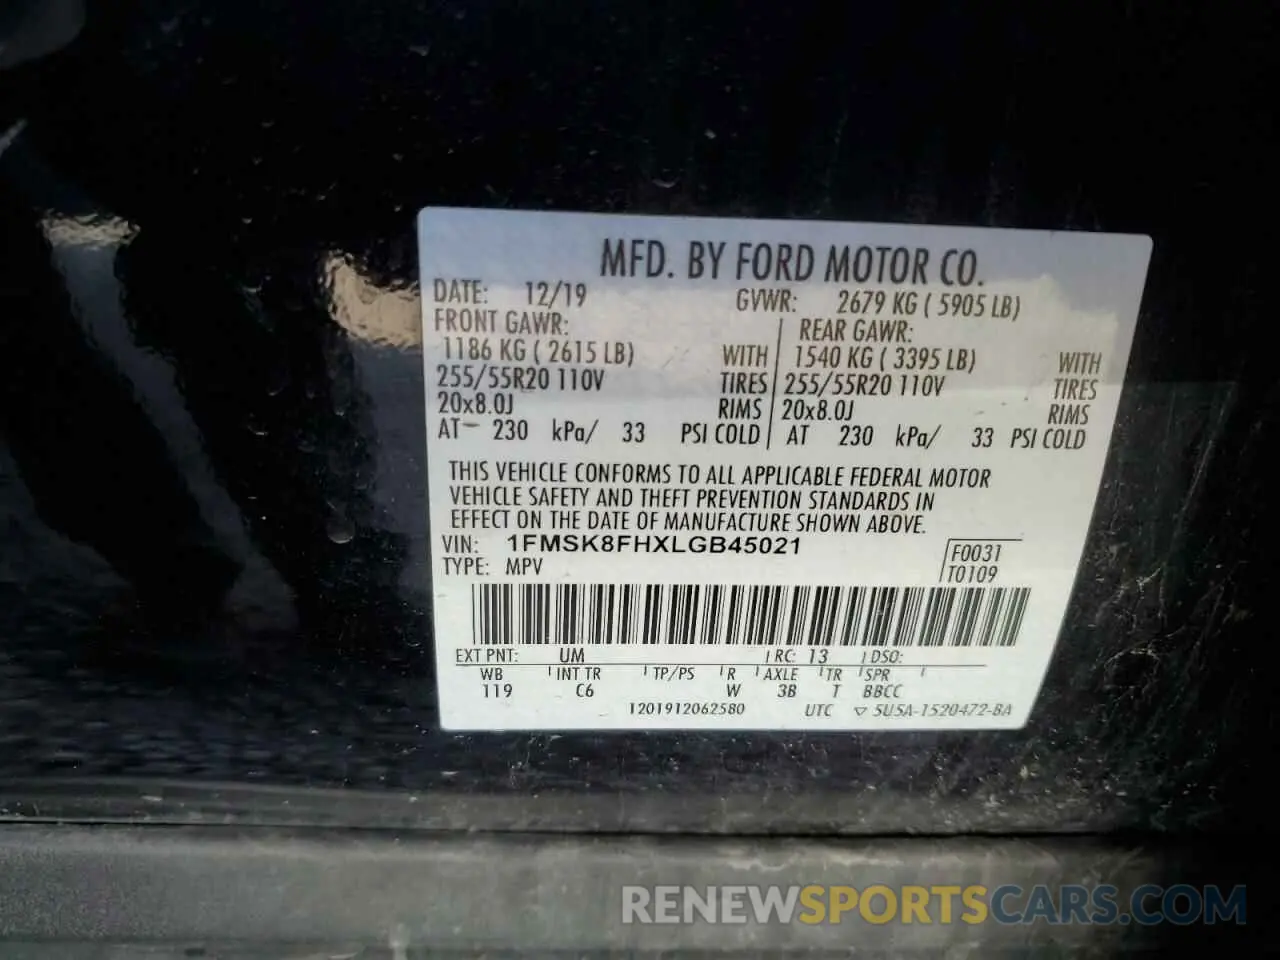 MFD. BY FORD MOTOR CO.
DATE: 12/19 GVWR: 2679 KG ( 5905 LB)
FRONT GAWR: REAR GAWR:
1186 KG ( 2615 LB) WITH 1540 KG ( 3395 LB) WITH
255/55R20 110V TIRES 255/55R20 110V TIRES
20x8.0J RIMS 20x8.0J RIMS
AT 230 kPa/ 33 PSI COLD AT 230 kPa/ 33 PSI COLD
THIS VEHICLE CONFORMS TO ALL APPLICABLE FEDERAL MOTOR
VEHICLE SAFETY AND THEFT PREVENTION STANDARDS IN
EFFECT ON THE DATE OF MANUFACTURE SHOWN ABOVE.
VIN: 1FMSK8FHXLGB45021 F0031
TYPE: MPV T0109
EXT PNT: UM RC: 13 DSO:
WB INT TR TP/PS R AXLE TR SPR
119 C6 W 3B T BBCC
1201912062580 UTC ▽ 5U5A-1520472-BA
RENEWSPORTSCARS.COM